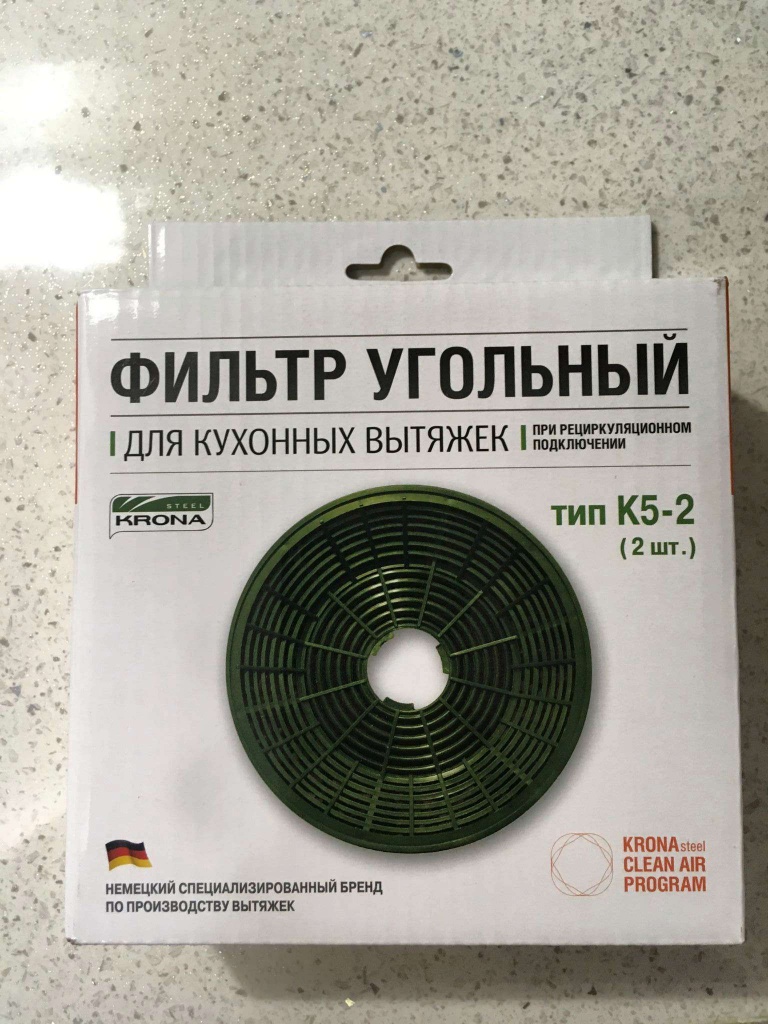 ФИЛЬТР УГОЛЬНЫЙ
ДЛЯ КУХОННЫХ ВЫТЯЖЕК
ПРИ РЕЦИРКУЛЯЦИОННОМ
ПОДКЛЮЧЕНИИ
STEEL
KRONA
тип К5-2
(2 шт.)
НЕМЕЦКИЙ СПЕЦИАЛИЗИРОВАННЫЙ БРЕНД
ПО ПРОИЗВОДСТВУ ВЫТЯЖЕК
KRONAsteel
CLEAN AIR
PROGRAM